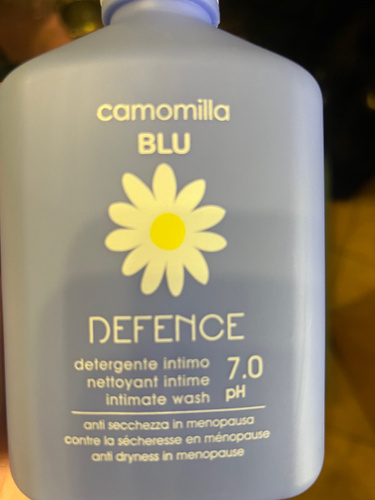 camomilla
BLU
DEFENCE
detergente intimo
nettoyant intime
intimate wash
7.0
pH
anti secchezza in menopausa
contre la sécheresse en ménopause
anti dryness in menopause